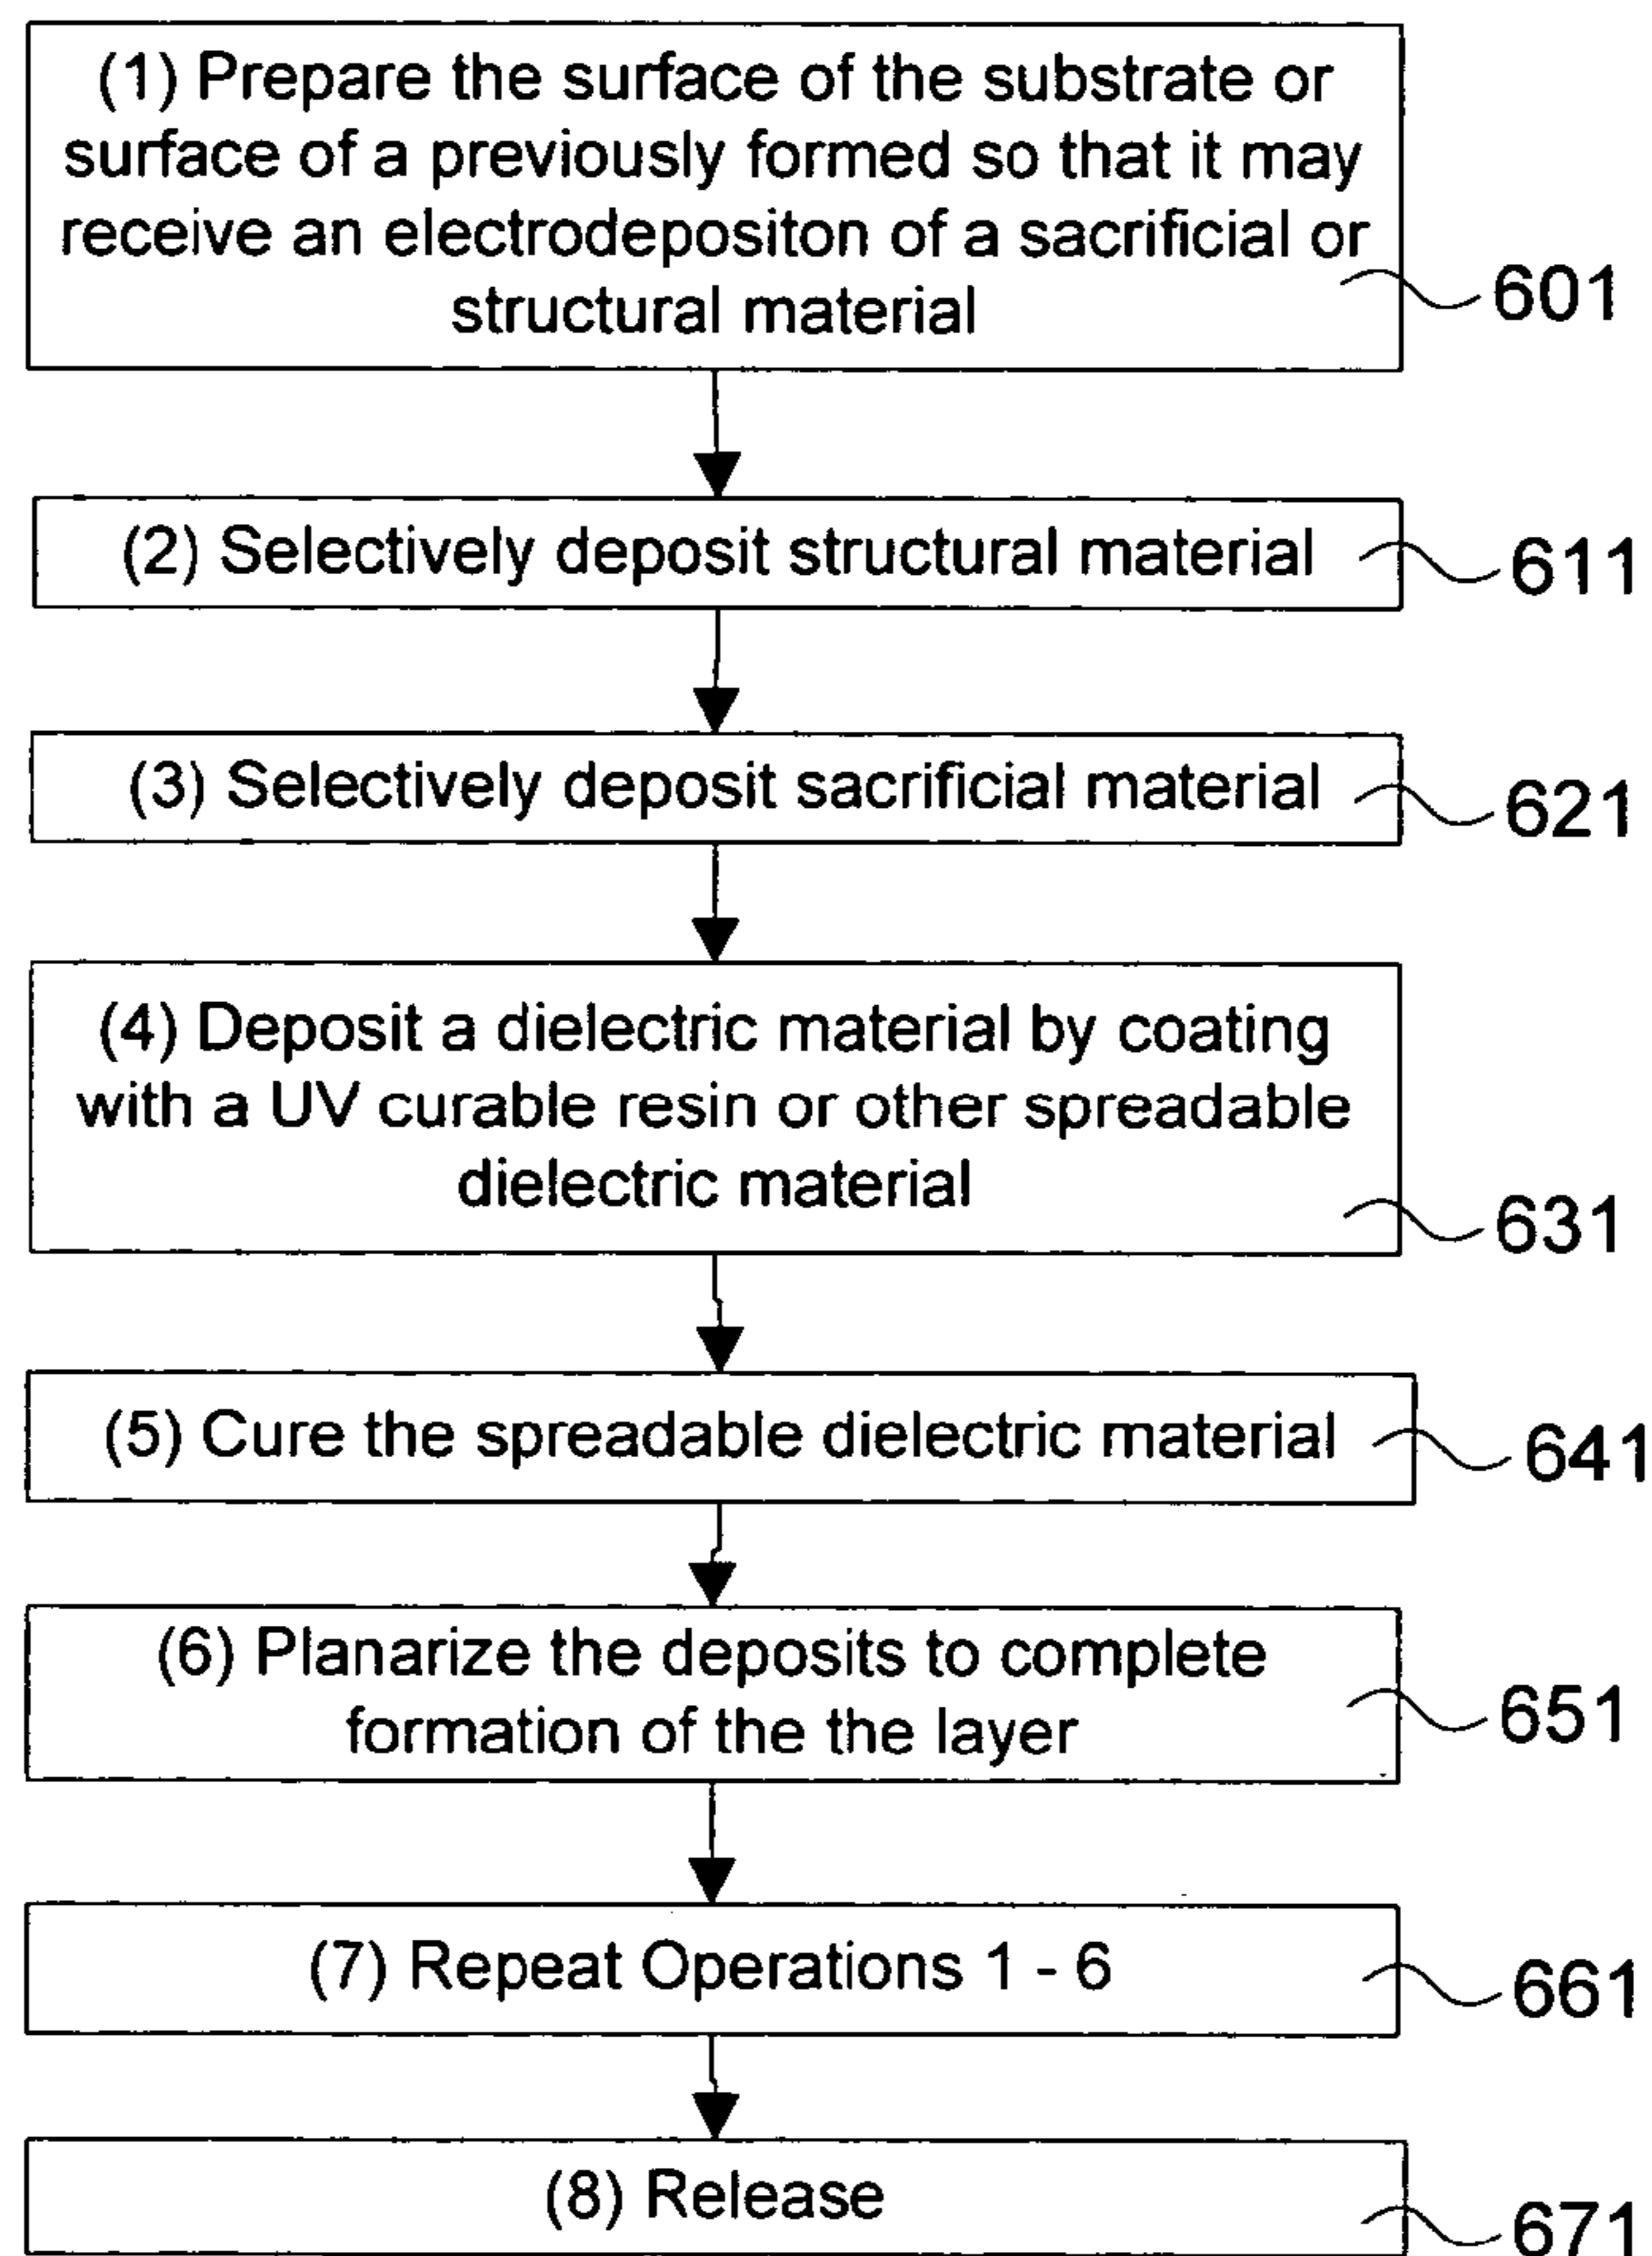 (1) Prepare the surface of the substrate or
surface of a previously formed so that it may
receive an electrodepositon of a sacrificial or
structural material
601
(2) Selectively deposit structural material
611
(3) Selectively deposit sacrificial material
621
(4) Deposit a dielectric material by coating
with a UV curable resin or other spreadable
dielectric material
631
(5) Cure the spreadable dielectric material
641
(6) Planarize the deposits to complete
formation of the the layer
651
(7) Repeat Operations 1 - 6
661
(8) Release
671